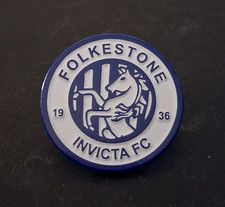 FOLKESTONE
19 36
INVICTA FC